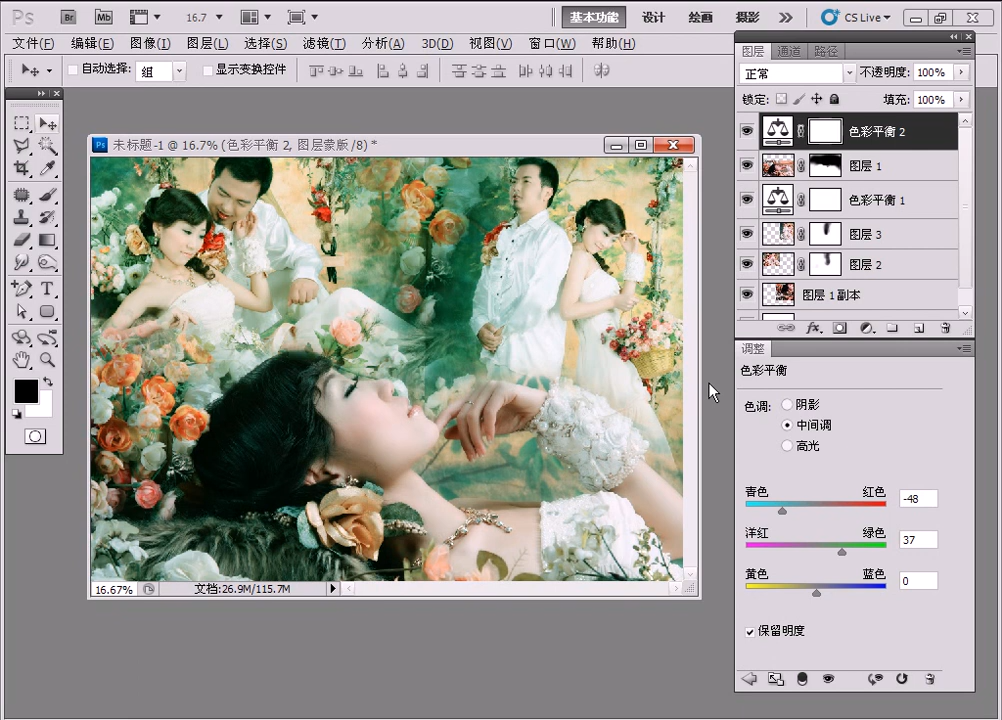 Ps Br Mb 16.7 基本功能 设计 绘画 摄影 CS Live
文件(F) 编辑(E) 图像(I) 图层(L) 选择(S) 滤镜(T) 分析(A) 3D(D) 视图(V) 窗口(W) 帮助(H)
自动选择: 组 显示变换控件
图层 通道 路径
正常 不透明度: 100%
锁定: 填充: 100%
色彩平衡 2
图层 1
色彩平衡 1
图层 3
图层 2
图层 1 副本
Ps 未标题-1 @ 16.7% (色彩平衡 2, 图层蒙版/8) *
16.67% 文档:26.9M/115.7M
调整
色彩平衡
色调: 阴影
中间调
高光
青色 红色 -48
洋红 绿色 37
黄色 蓝色 0
保留明度